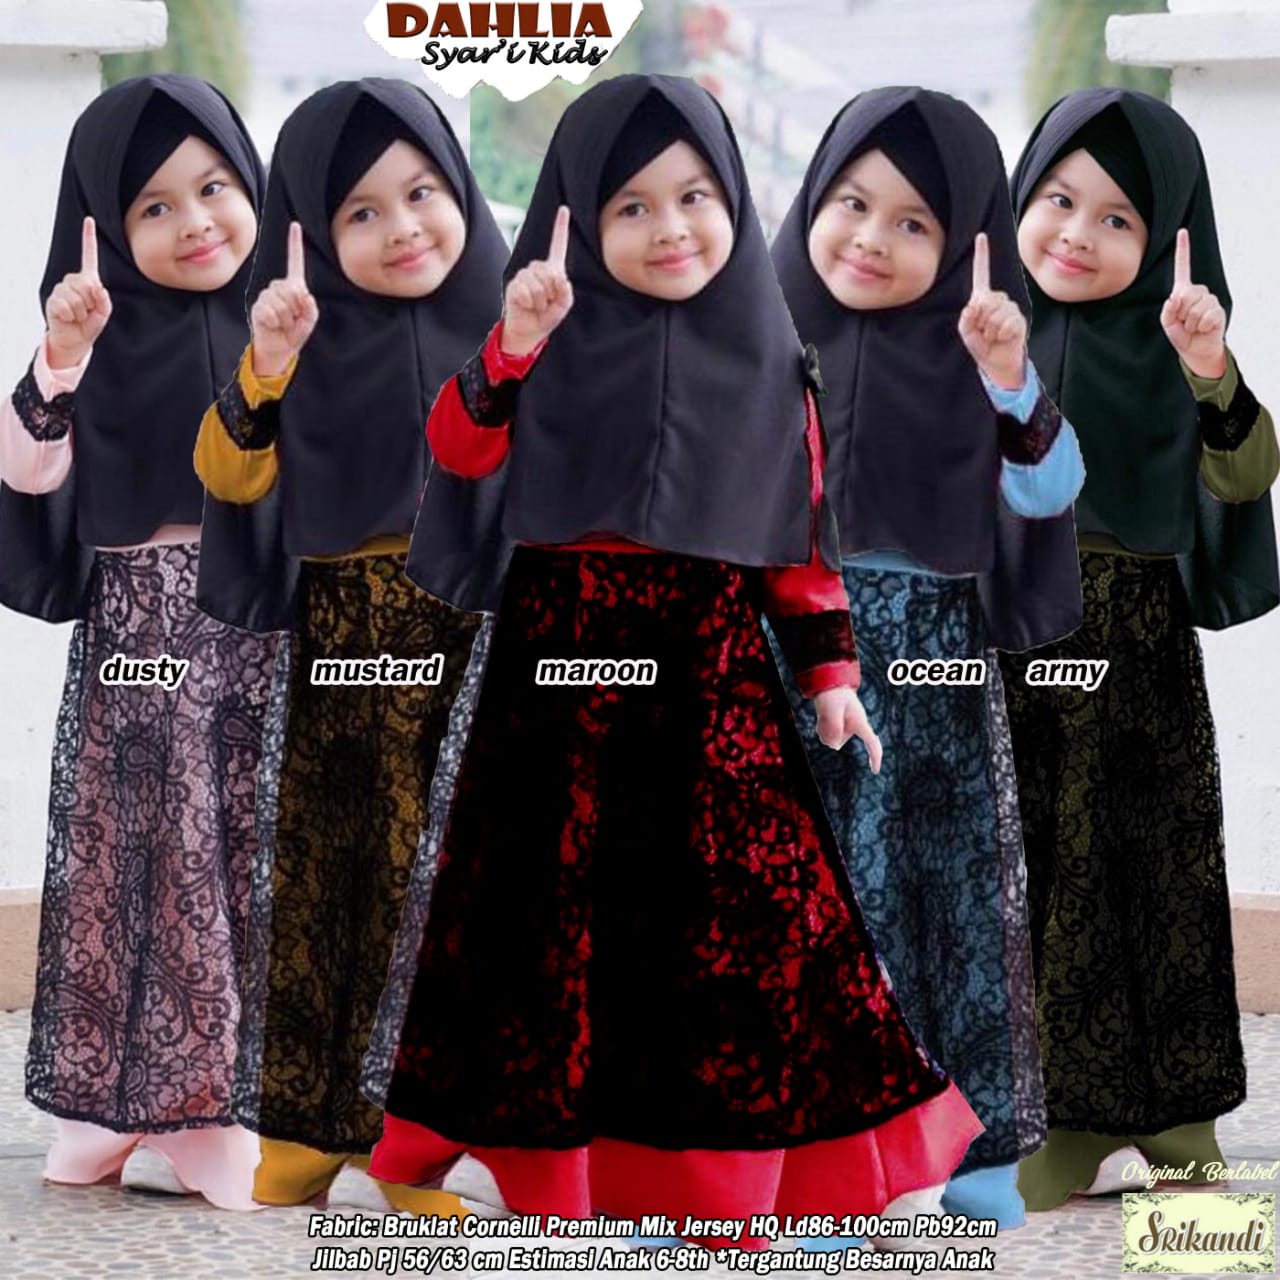 DAHLIA
Syar'i Kids
dusty
mustard
maroon
ocean
army
Original Berlabel
Srikandi
Fabric: Bruklat Cornelli Premium Mix Jersey HQ Ld86-100cm Pb92cm
Jilbab Pj 56/63 cm Estimasi Anak 6-8th *Tergantung Besarnya Anak